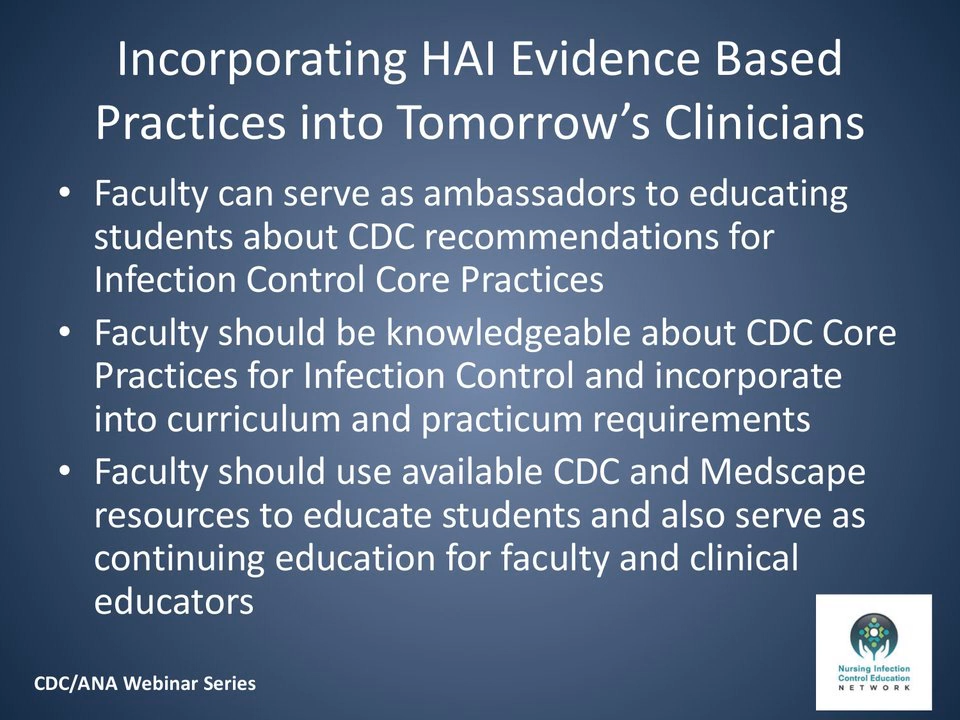 Incorporating HAI Evidence Based
Practices into Tomorrow’s Clinicians
• Faculty can serve as ambassadors to educating
students about CDC recommendations for
Infection Control Core Practices
• Faculty should be knowledgeable about CDC Core
Practices for Infection Control and incorporate
into curriculum and practicum requirements
• Faculty should use available CDC and Medscape
resources to educate students and also serve as
continuing education for faculty and clinical
educators
CDC/ANA Webinar Series
Nursing Infection
Control Education
NETWORK